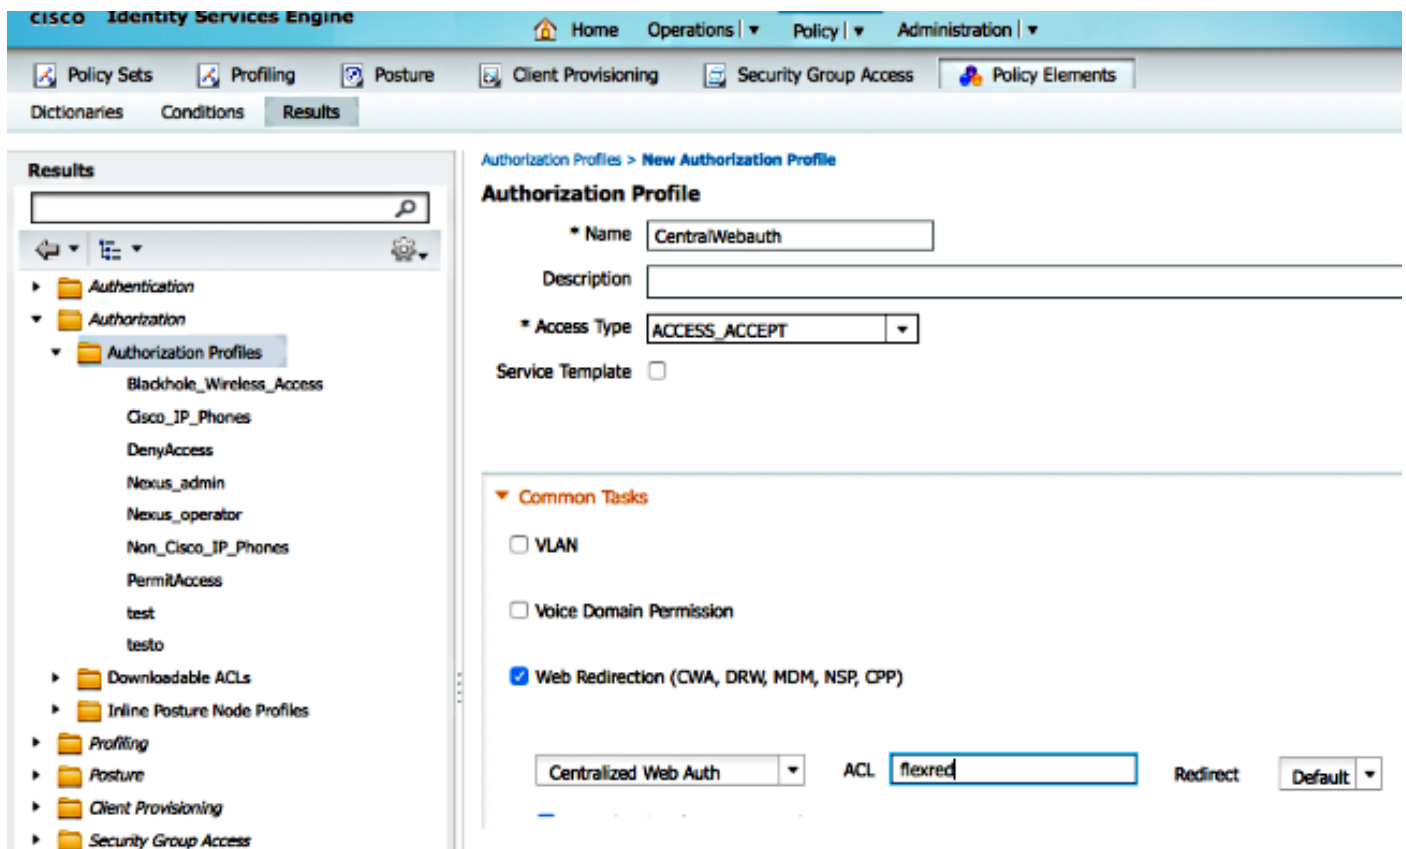 CISCO Identity Services Engine
Home Operations | Policy | Administration |
Policy Sets Profiling Posture Client Provisioning Security Group Access Policy Elements
Dictionaries Conditions Results
Results
Authentication
Authorization
Authorization Profiles
Blackhole_Wireless_Access
Cisco_IP_Phones
DenyAccess
Nexus_admin
Nexus_operator
Non_Cisco_IP_Phones
PermitAccess
test
testo
Downloadable ACLs
Inline Posture Node Profiles
Profiling
Posture
Client Provisioning
Security Group Access
Authorization Profiles > New Authorization Profile
Authorization Profile
* Name CentralWebauth
Description
* Access Type ACCESS_ACCEPT
Service Template
Common Tasks
VLAN
Voice Domain Permission
Web Redirection (CWA, DRW, MDM, NSP, CPP)
Centralized Web Auth ACL flexred Redirect Default